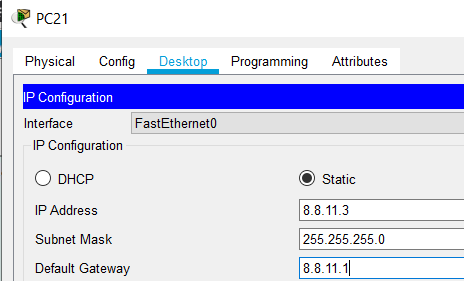 PC21
Physical Config Desktop Programming Attributes
IP Configuration
Interface FastEthernet0
IP Configuration
DHCP Static
IP Address 8.8.11.3
Subnet Mask 255.255.255.0
Default Gateway 8.8.11.1